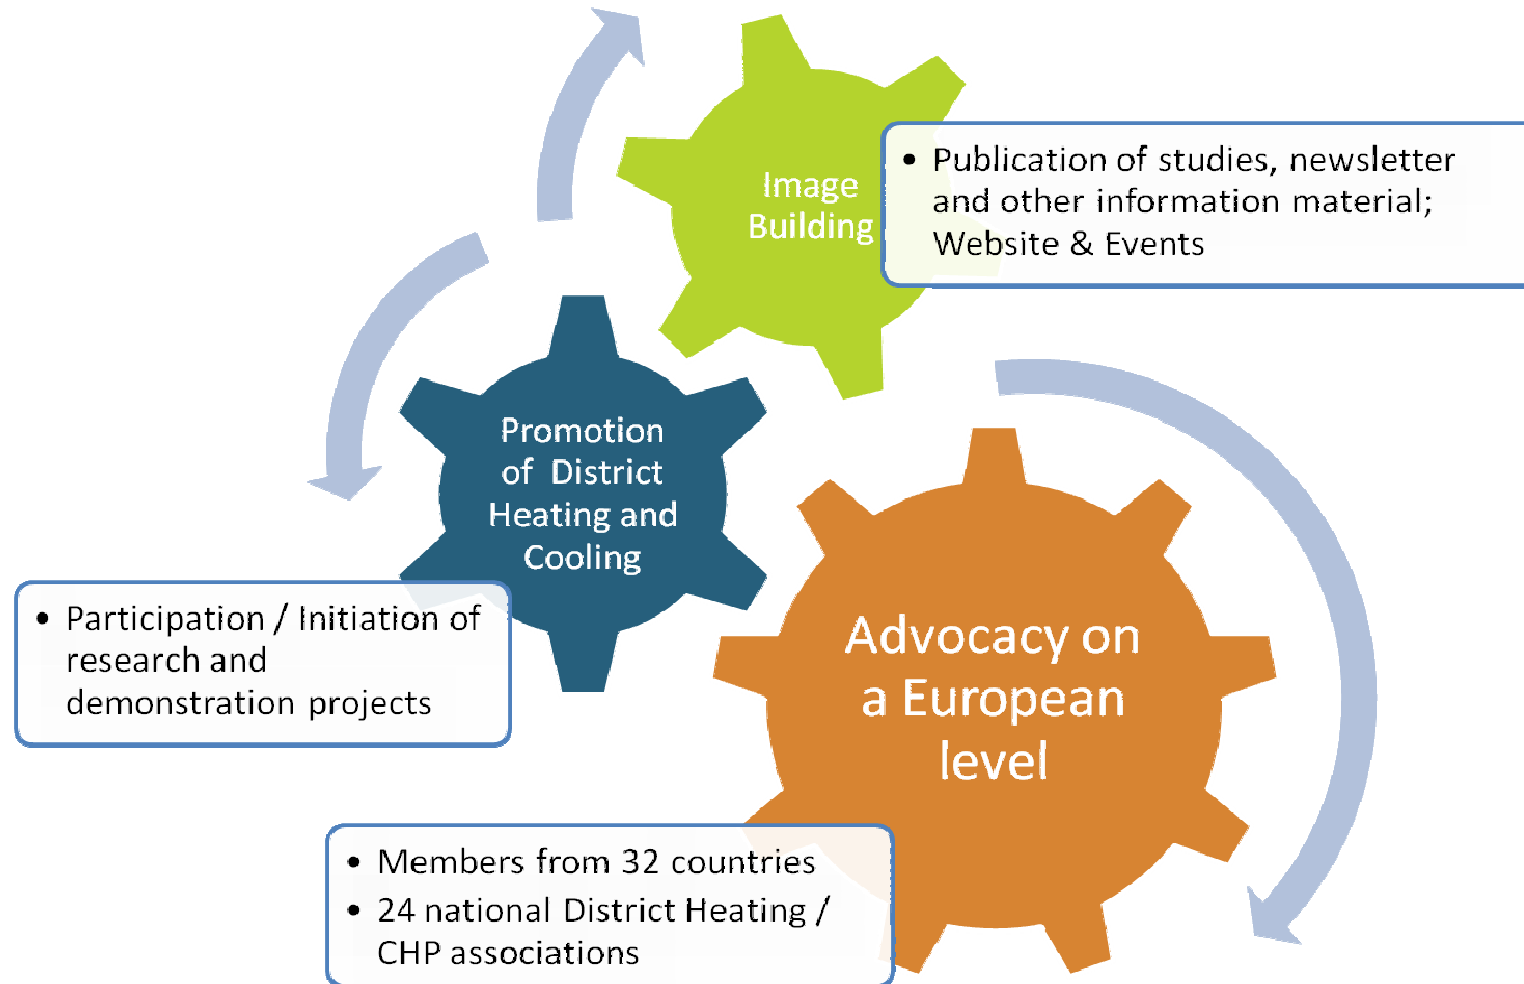 Image
Building
• Publication of studies, newsletter
and other information material;
Website & Events
Promotion
of District
Heating and
Cooling
• Participation / Initiation of
research and
demonstration projects
Advocacy on
a European
level
• Members from 32 countries
• 24 national District Heating /
CHP associations